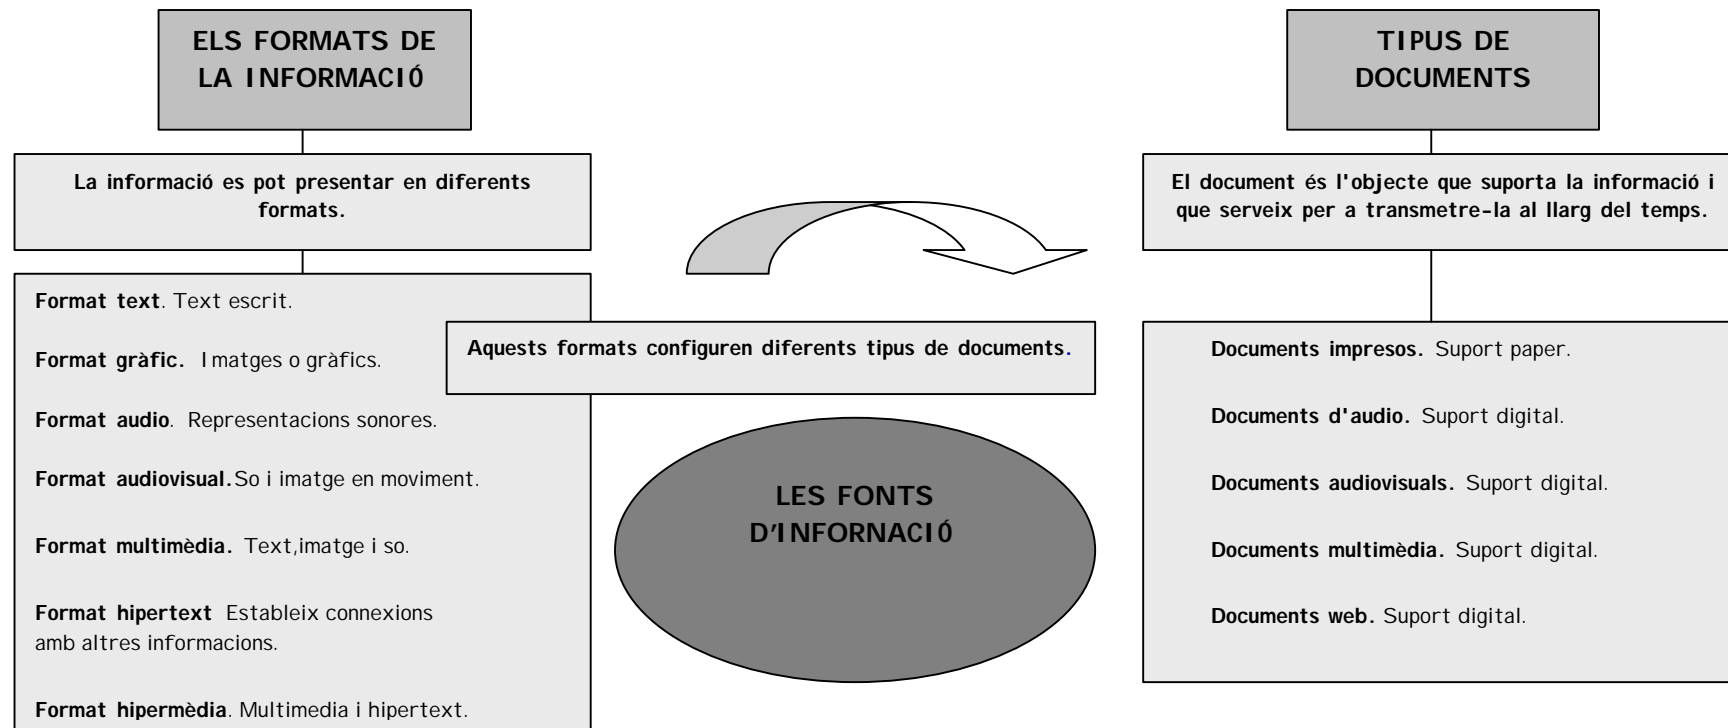 ELS FORMATS DE
LA INFORMACIÓ
La informació es pot presentar en diferents
formats.
Format text. Text escrit.
Format gràfic. Imatges o gràfics.
Format audio. Representacions sonores.
Format audiovisual.So i imatge en moviment.
Format multimèdia. Text,imatge i so.
Format hipertext Estableix connexions
amb altres informacions.
Format hipermèdia. Multimedia i hipertext.
Aquests formats configuren diferents tipus de documents.
LES FONTS
D'INFORNACIÓ
TIPUS DE
DOCUMENTS
El document és l'objecte que suporta la informació i
que serveix per a transmetre-la al llarg del temps.
Documents impresos. Suport paper.
Documents d'audio. Suport digital.
Documents audiovisuals. Suport digital.
Documents multimèdia. Suport digital.
Documents web. Suport digital.